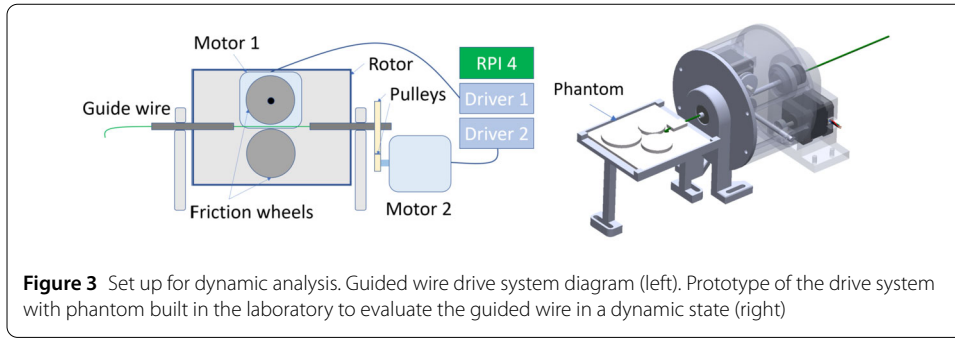 Motor 1
Rotor
RPI 4
Pulleys
Driver 1
Guide wire
Driver 2
Friction wheels
Motor 2
Phantom
Figure 3 Set up for dynamic analysis. Guided wire drive system diagram (left). Prototype of the drive system
with phantom built in the laboratory to evaluate the guided wire in a dynamic state (right)